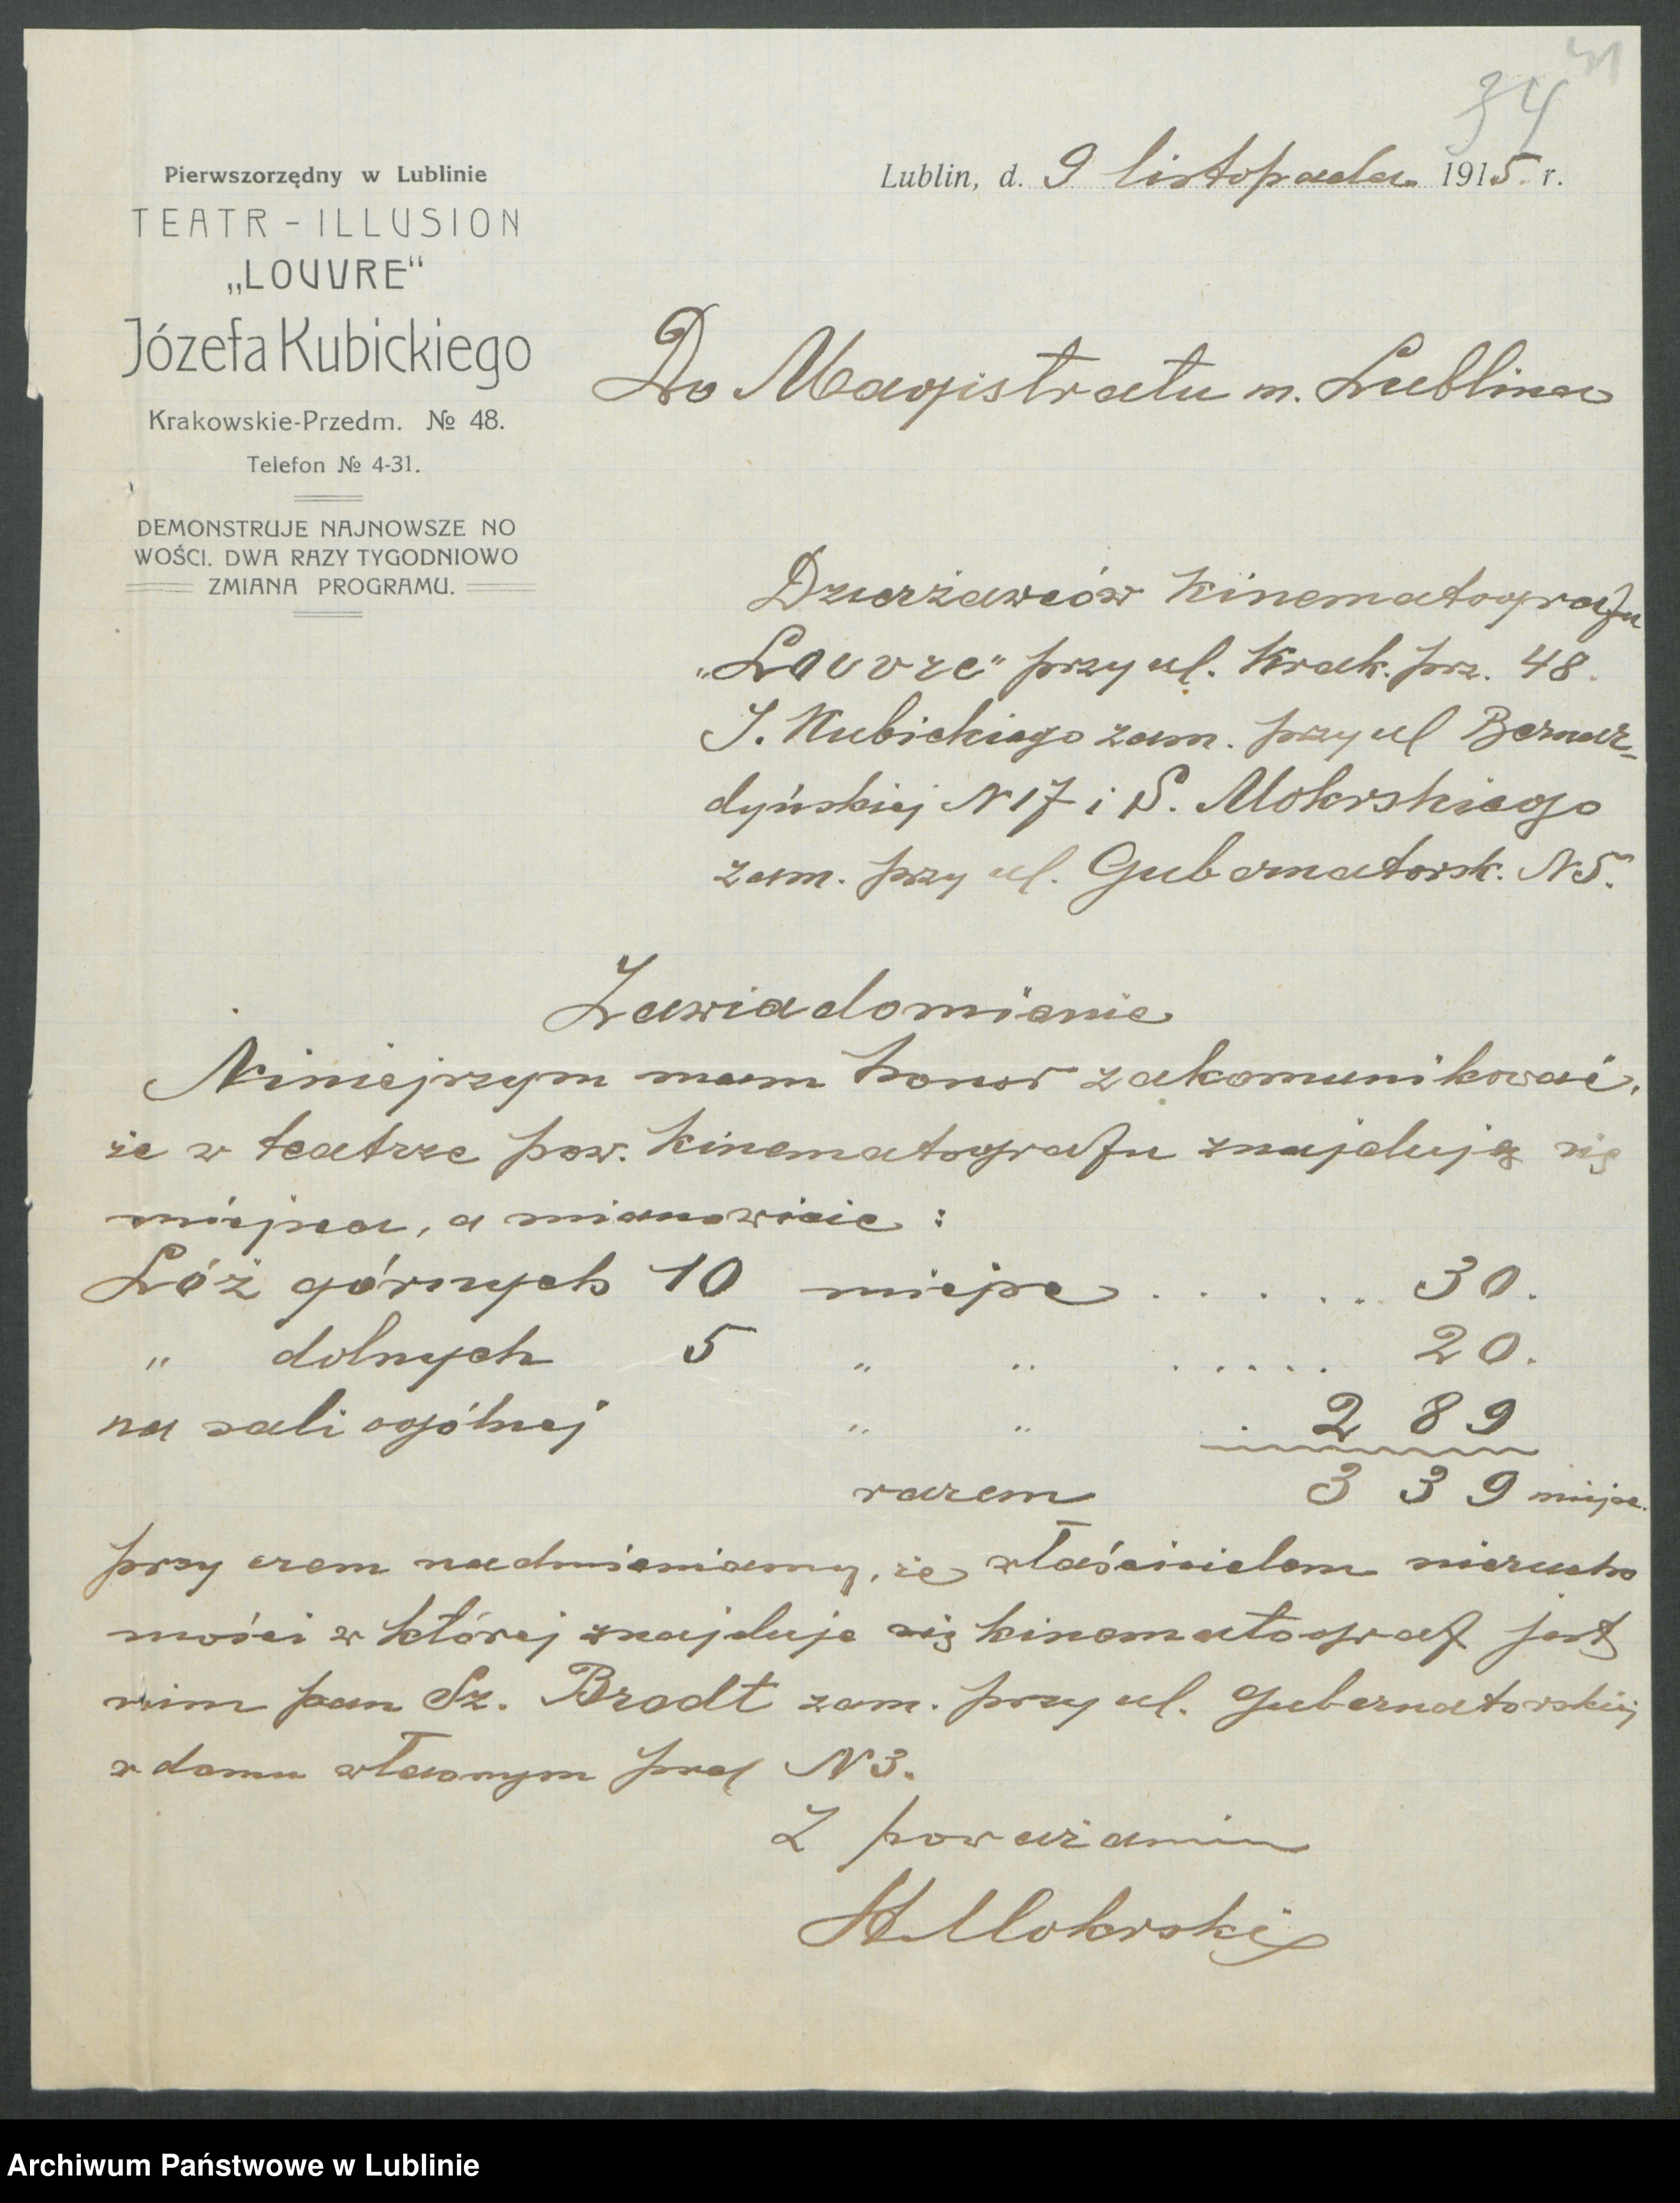 34
Pierwszorzędny w Lublinie
TEATR - ILLUSION
„LOUVRE“
Józefa Kubickiego
Krakowskie-Przedm. № 48.
Telefon № 4-31.
DEMONSTRUJE NAJNOWSZE NO
WOŚCI. DWA RAZY TYGODNIOWO
ZMIANA PROGRAMU.
Lublin, d. 9 listopada 1915 r.
Do Magistratu m. Lublina
Dzierżawców Kinematografu
„Louvre" przy ul. Krak. prz. 48.
J. Kubickiego zam. przy ul Bernar-
dyńskiej N 17 i S. Mokrskiego
zam. przy ul. Gubernatorsk. N 5.
Zawiadomienie
Niniejszym mam honor zakomunikować,
że w teatrze pow. Kinematografu znajdują się
miejsca, a mianowicie:
Lóż górnych 10 miejsc . . . . . . 30.
„ dolnych 5 „ „ . . . . . 20.
na sali ogólnej „ „ . 289
razem 339 miejsc.
przy czem nadmieniamy, że właścicielem nierucho
mości w której znajduje się kinematograf jest
nim pan Sz. Brodt zam. przy ul. Gubernatorskiej
w domu własnym pod N 3.
Z poważaniem
St Mokrski
Archiwum Państwowe w Lublinie